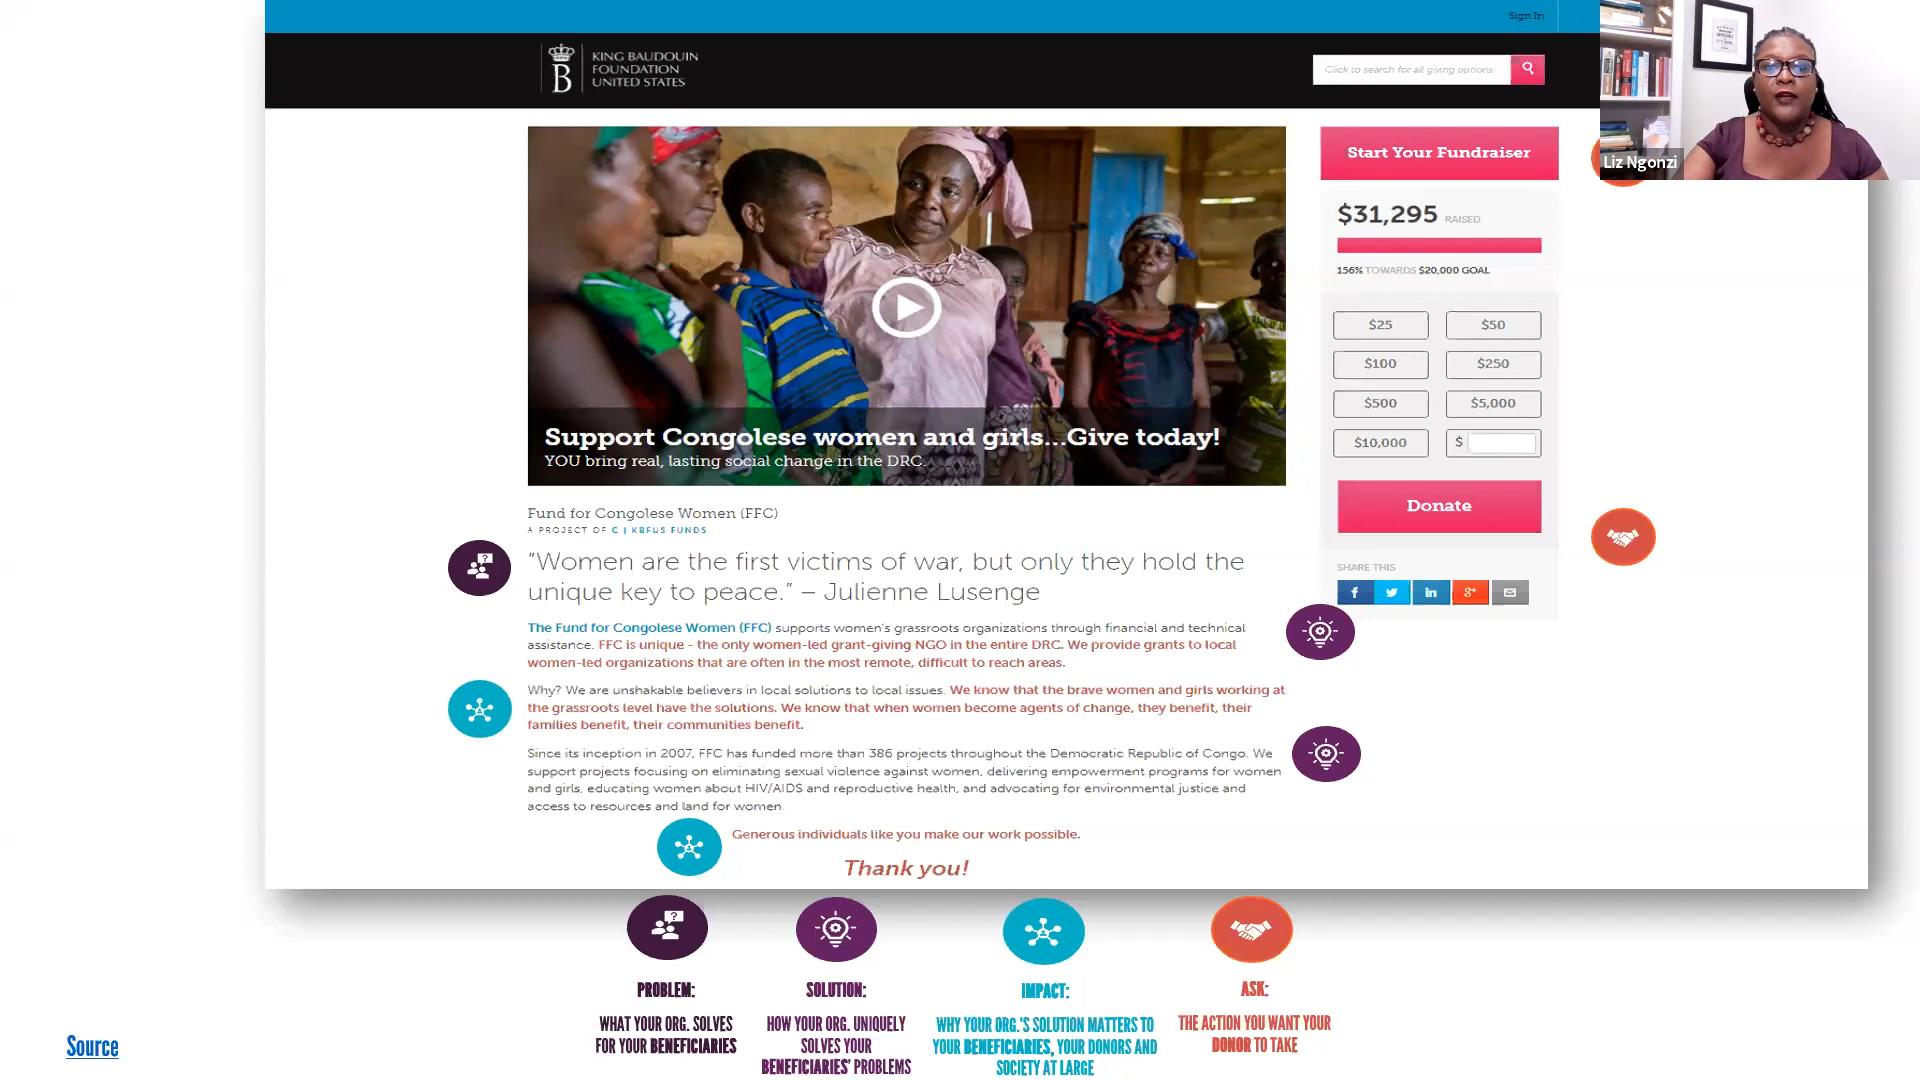 Sign In
KING BAUDOUIN
FOUNDATION
UNITED STATES
B
Click to search for all giving options
Liz Ngonzi
Start Your Fundraiser
$31,295 RAISED
156% TOWARDS $20,000 GOAL
$25 $50
$100 $250
$500 $5,000
$10,000 $
Donate
SHARE THIS
Support Congolese women and girls...Give today!
YOU bring real, lasting social change in the DRC.
Fund for Congolese Women (FFC)
A PROJECT OF C | KBFUS FUNDS
“Women are the first victims of war, but only they hold the
unique key to peace.” – Julienne Lusenge
The Fund for Congolese Women (FFC) supports women's grassroots organizations through financial and technical
assistance. FFC is unique - the only women-led grant-giving NGO in the entire DRC. We provide grants to local
women-led organizations that are often in the most remote, difficult to reach areas.
Why? We are unshakable believers in local solutions to local issues. We know that the brave women and girls working at
the grassroots level have the solutions. We know that when women become agents of change, they benefit, their
families benefit, their communities benefit.
Since its inception in 2007, FFC has funded more than 386 projects throughout the Democratic Republic of Congo. We
support projects focusing on eliminating sexual violence against women, delivering empowerment programs for women
and girls, educating women about HIV/AIDS and reproductive health, and advocating for environmental justice and
access to resources and land for women.
Generous individuals like you make our work possible.
Thank you!
PROBLEM:
WHAT YOUR ORG. SOLVES
FOR YOUR BENEFICIARIES
SOLUTION:
HOW YOUR ORG. UNIQUELY
SOLVES YOUR
BENEFICIARIES' PROBLEMS
IMPACT:
WHY YOUR ORG.'S SOLUTION MATTERS TO
YOUR BENEFICIARIES, YOUR DONORS AND
SOCIETY AT LARGE
ASK:
THE ACTION YOU WANT YOUR
DONOR TO TAKE
Source